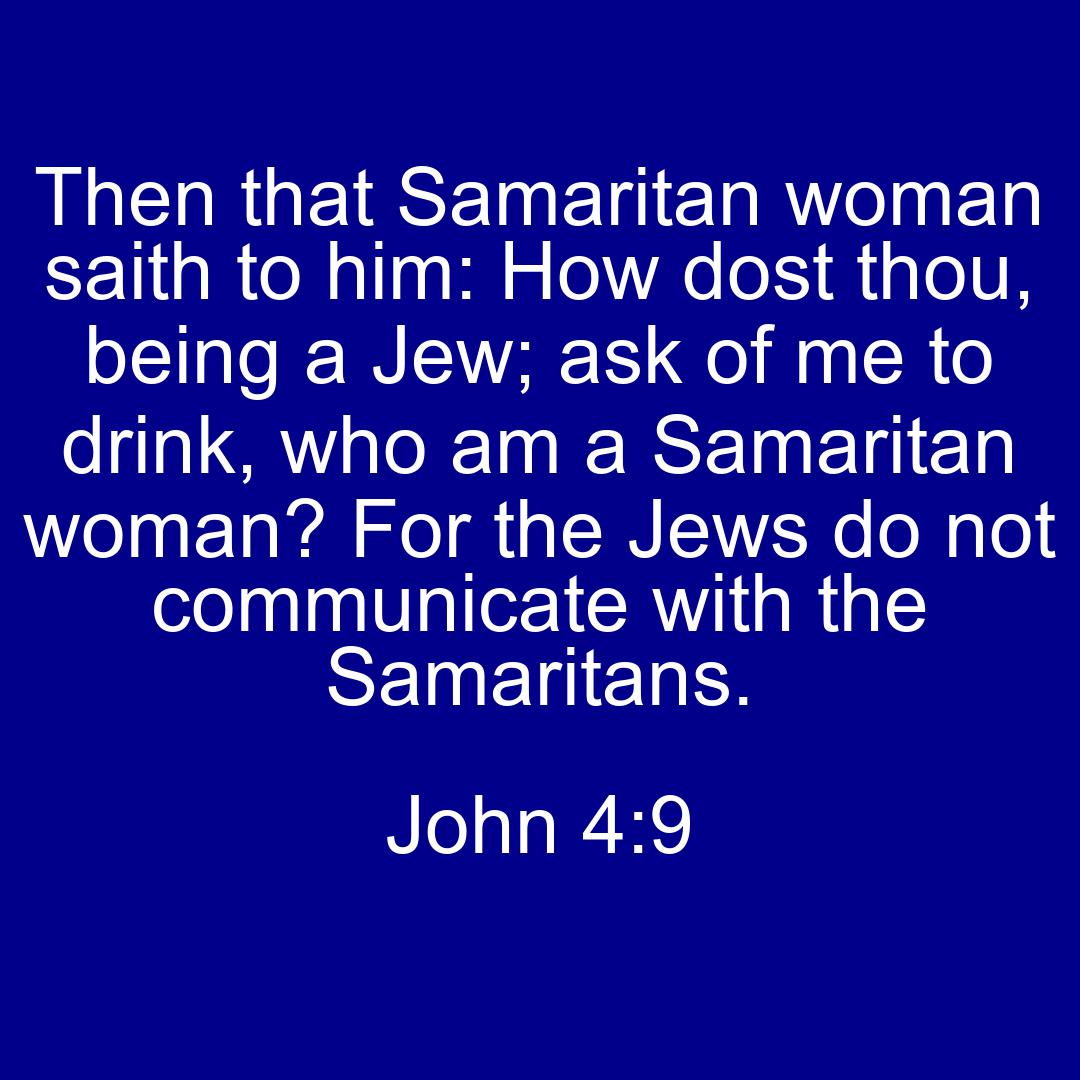 Then that Samaritan woman
saith to him: How dost thou,
being a Jew; ask of me to
drink, who am a Samaritan
woman? For the Jews do not
communicate with the
Samaritans.
John 4:9